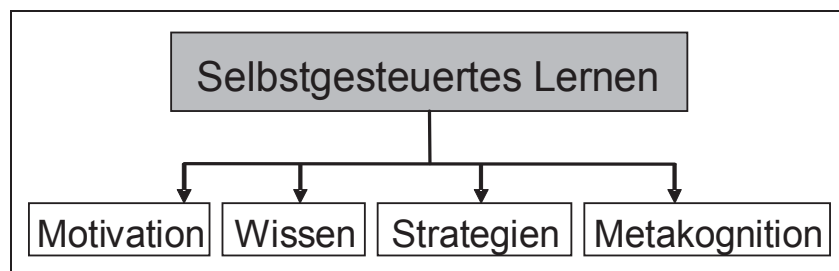 Selbstgesteuertes Lernen
Motivation
Wissen
Strategien
Metakognition